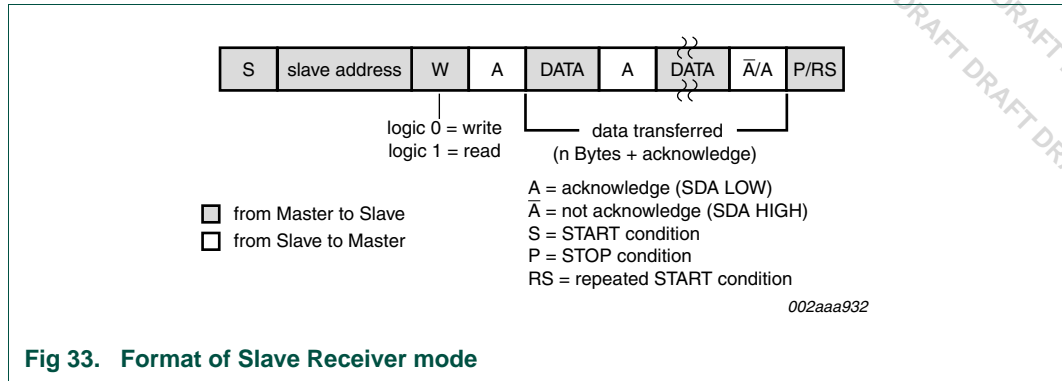 DRAFT DRAFT DRAFT DR
DRAFT
S slave address W A DATA A DATA A̅/A P/RS
logic 0 = write
logic 1 = read
data transferred
(n Bytes + acknowledge)
A = acknowledge (SDA LOW)
A̅ = not acknowledge (SDA HIGH)
S = START condition
P = STOP condition
RS = repeated START condition
from Master to Slave
from Slave to Master
002aaa932
Fig 33. Format of Slave Receiver mode